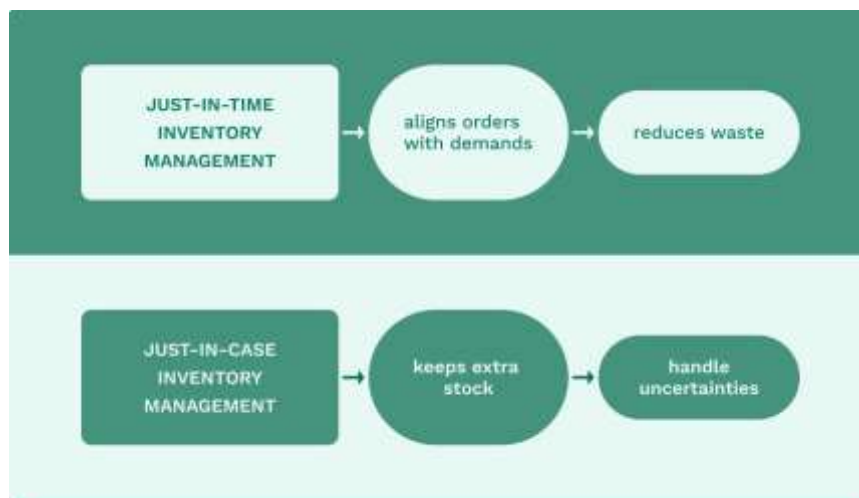 JUST-IN-TIME
INVENTORY
MANAGEMENT
aligns orders
with demands
reduces waste
JUST-IN-CASE
INVENTORY
MANAGEMENT
keeps extra
stock
handle
uncertainties